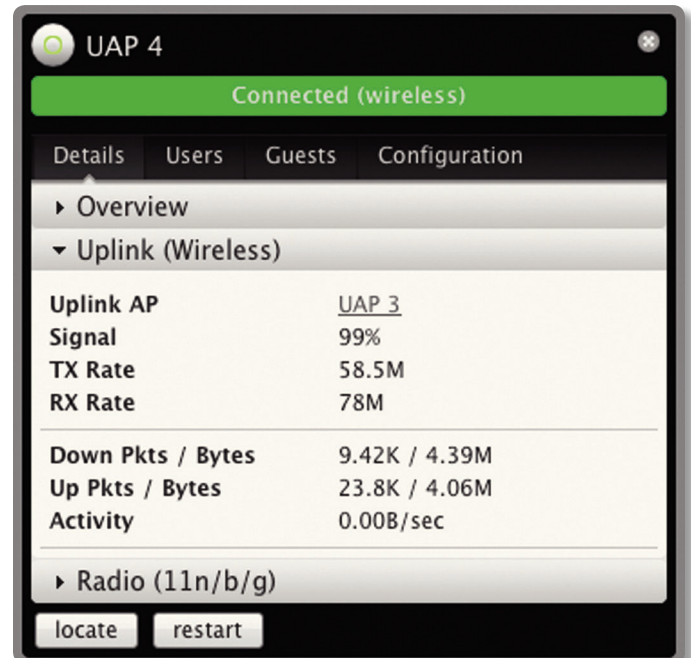 UAP 4
Connected (wireless)
Details Users Guests Configuration
Overview
Uplink (Wireless)
Uplink AP UAP 3
Signal 99%
TX Rate 58.5M
RX Rate 78M
Down Pkts / Bytes 9.42K / 4.39M
Up Pkts / Bytes 23.8K / 4.06M
Activity 0.00B/sec
Radio (11n/b/g)
locate restart